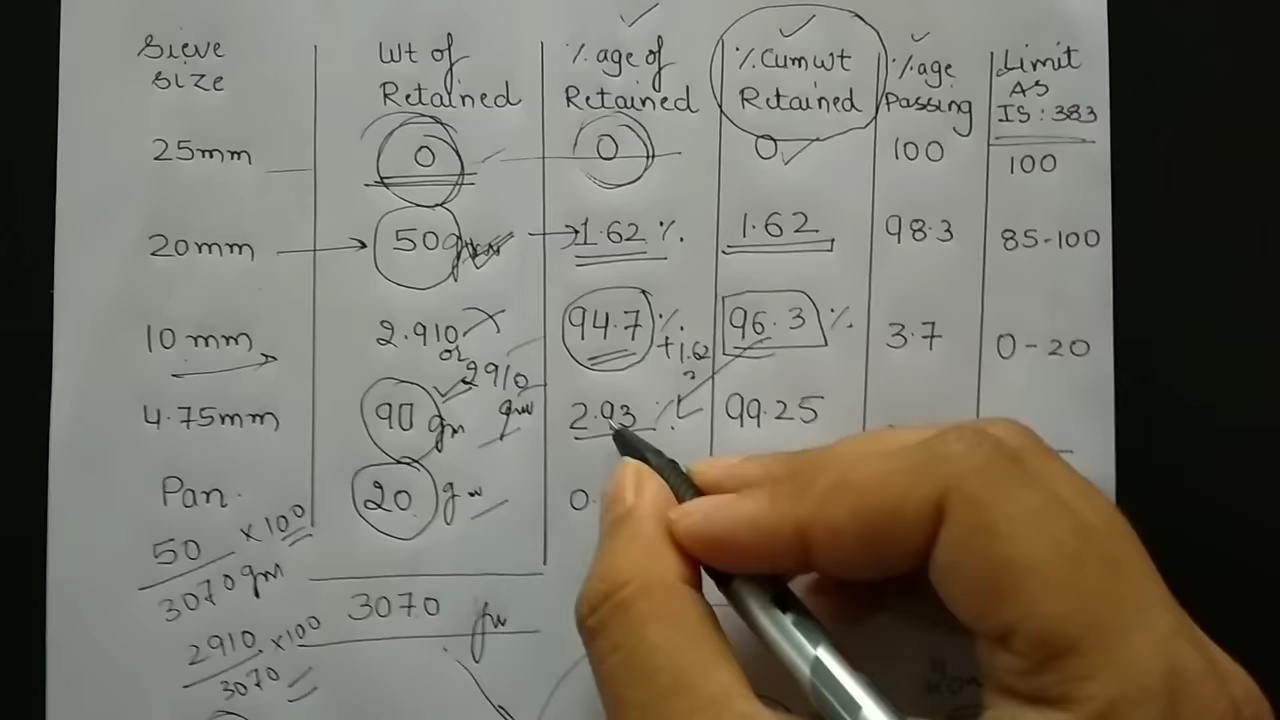 Sieve Size | Wt of Retained | %age of Retained | % Cum wt Retained | %age Passing | Limit AS IS : 383
25mm | 0 | 0 | 0 | 100 | 100
20mm | 50gm | 1.62 % | 1.62 | 98.3 | 85-100
10 mm | 2.910 or 2910 gm | 94.7 % +1.62 | 96.3 % | 3.7 | 0-20
4.75mm | 90 gm | 2.93 % | 99.25
Pan | 20 gm | 0.
3070 gm
50 × 100
3070 gm
2910 ×100
3070